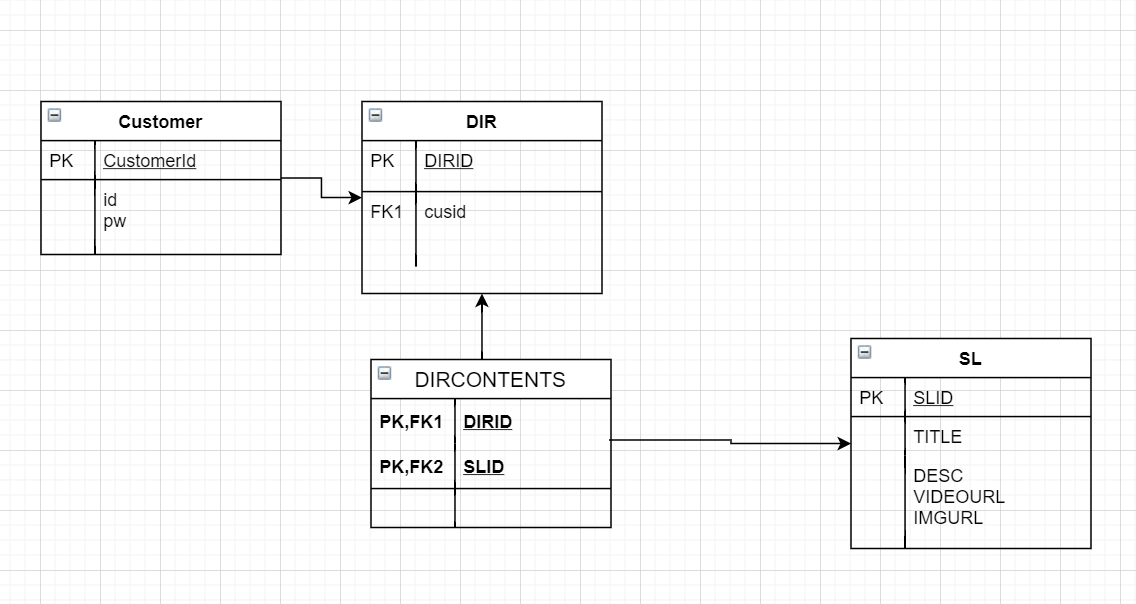 Customer
PK CustomerId
id
pw
DIR
PK DIRID
FK1 cusid
DIRCONTENTS
PK,FK1 DIRID
PK,FK2 SLID
SL
PK SLID
TITLE
DESC
VIDEOURL
IMGURL